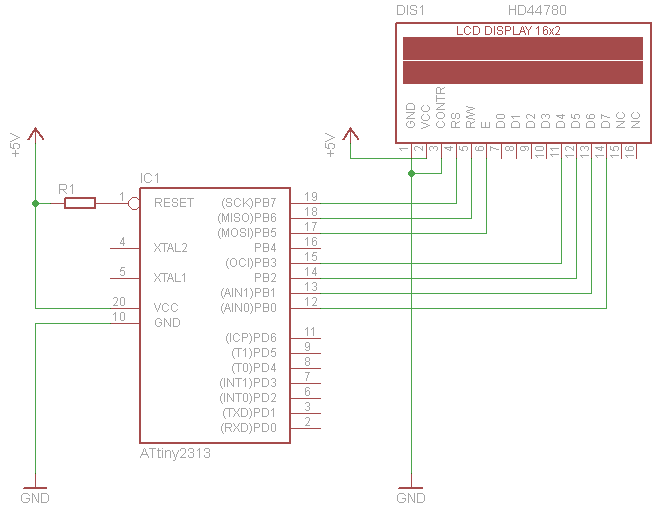 DIS1
HD44780
LCD DISPLAY 16x2
GND
VCC
CONTR
RS
R/W
E
D0
D1
D2
D3
D4
D5
D6
D7
NC
NC
1
2
3
4
5
6
7
8
9
10
11
12
13
14
15
16
+5V
+5V
R1
IC1
1 RESET (SCK)PB7 19
(MISO)PB6 18
(MOSI)PB5 17
4 XTAL2 PB4 16
(OCI)PB3 15
5 XTAL1 PB2 14
(AIN1)PB1 13
20 VCC (AIN0)PB0 12
10 GND
(ICP)PD6 11
(T1)PD5 9
(T0)PD4 8
(INT1)PD3 7
(INT0)PD2 6
(TXD)PD1 3
(RXD)PD0 2
ATtiny2313
GND
GND